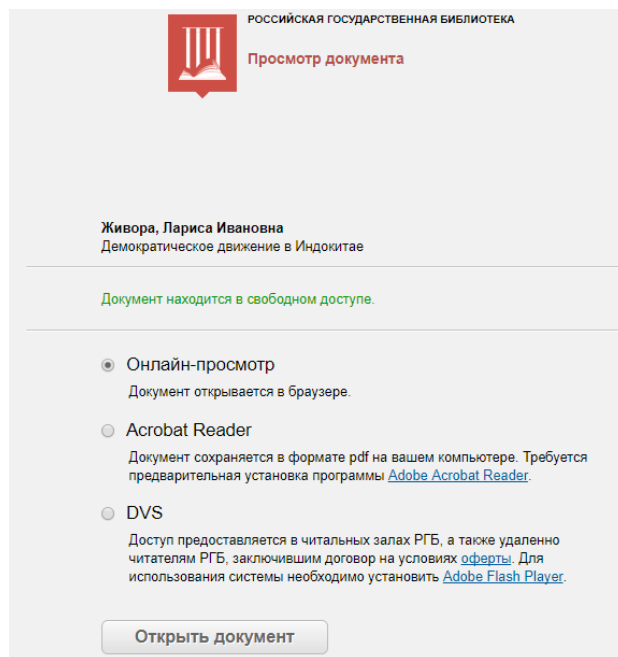 РОССИЙСКАЯ ГОСУДАРСТВЕННАЯ БИБЛИОТЕКА
Просмотр документа
Живора, Лариса Ивановна
Демократическое движение в Индокитае
Документ находится в свободном доступе.
Онлайн-просмотр
Документ открывается в браузере.
Acrobat Reader
Документ сохраняется в формате pdf на вашем компьютере. Требуется
предварительная установка программы Adobe Acrobat Reader.
DVS
Доступ предоставляется в читальных залах РГБ, а также удаленно
читателям РГБ, заключившим договор на условиях оферты. Для
использования системы необходимо установить Adobe Flash Player.
Открыть документ